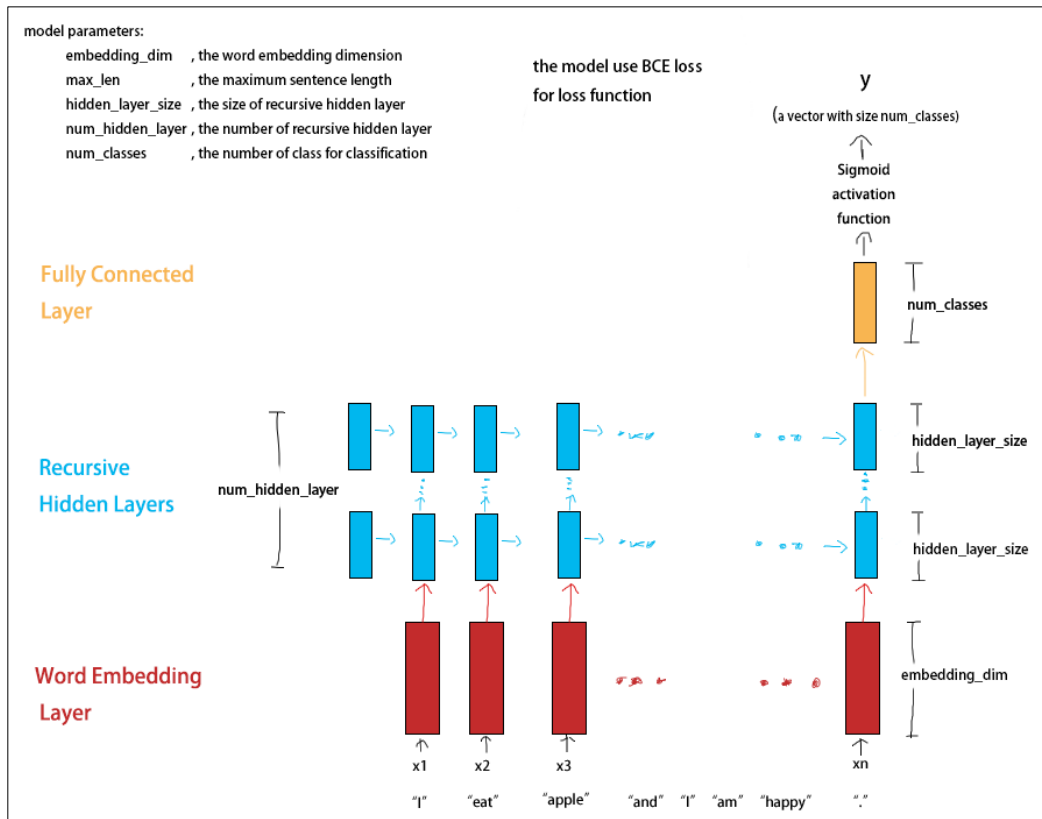 model parameters:
embedding_dim , the word embedding dimension
max_len , the maximum sentence length
hidden_layer_size , the size of recursive hidden layer
num_hidden_layer , the number of recursive hidden layer
num_classes , the number of class for classification
the model use BCE loss
for loss function
y
(a vector with size num_classes)
Sigmoid
activation
function
Fully Connected
Layer
num_classes
Recursive
Hidden Layers
num_hidden_layer
hidden_layer_size
hidden_layer_size
Word Embedding
Layer
embedding_dim
x1 x2 x3 xn
"I" "eat" "apple" "and" "I" "am" "happy" "."